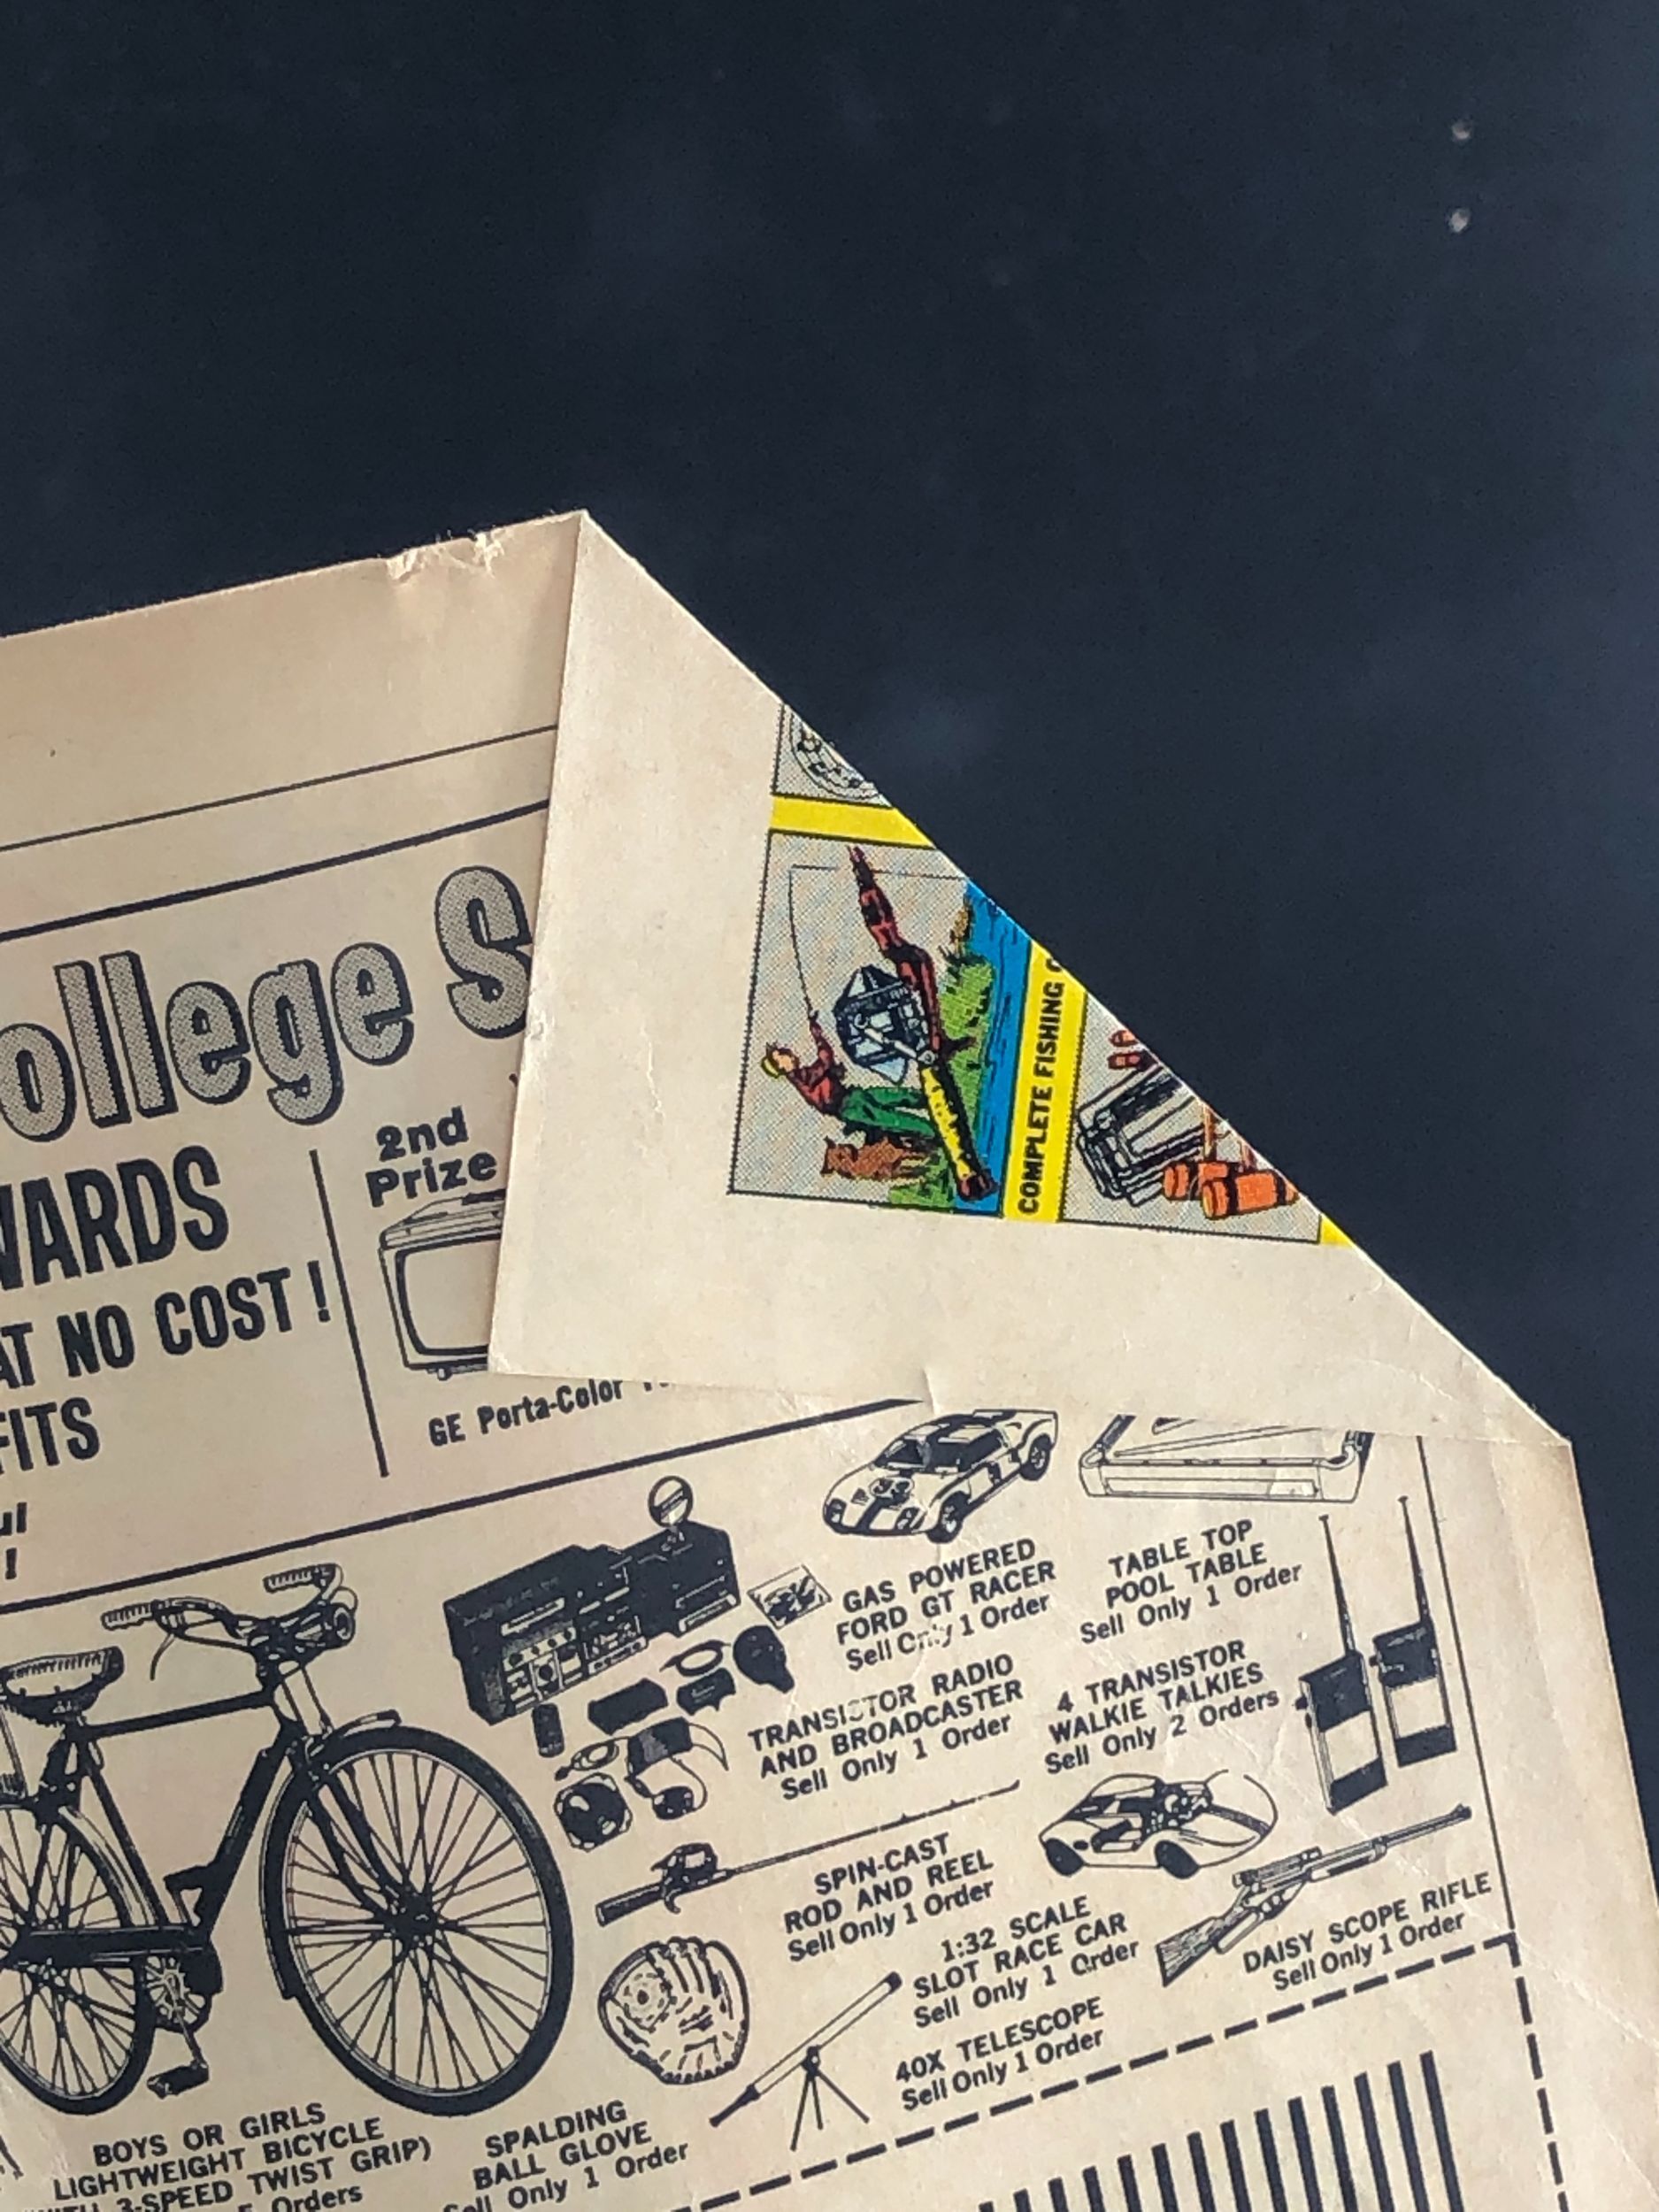 ollege S
WARDS
AT NO COST!
FITS
ul
!
2nd
Prize
GE Porta-Color
COMPLETE FISHING
GAS POWERED
FORD GT RACER
Sell Only 1 Order
TABLE TOP
POOL TABLE
Sell Only 1 Order
TRANSISTOR RADIO
AND BROADCASTER
Sell Only 1 Order
4 TRANSISTOR
WALKIE TALKIES
Sell Only 2 Orders
SPIN-CAST
ROD AND REEL
Sell Only 1 Order
1:32 SCALE
SLOT RACE CAR
Sell Only 1 Order
DAISY SCOPE RIFLE
Sell Only 1 Order
40X TELESCOPE
Sell Only 1 Order
BOYS OR GIRLS
LIGHTWEIGHT BICYCLE
3-SPEED TWIST GRIP)
Orders
SPALDING
BALL GLOVE
Sell Only 1 Order